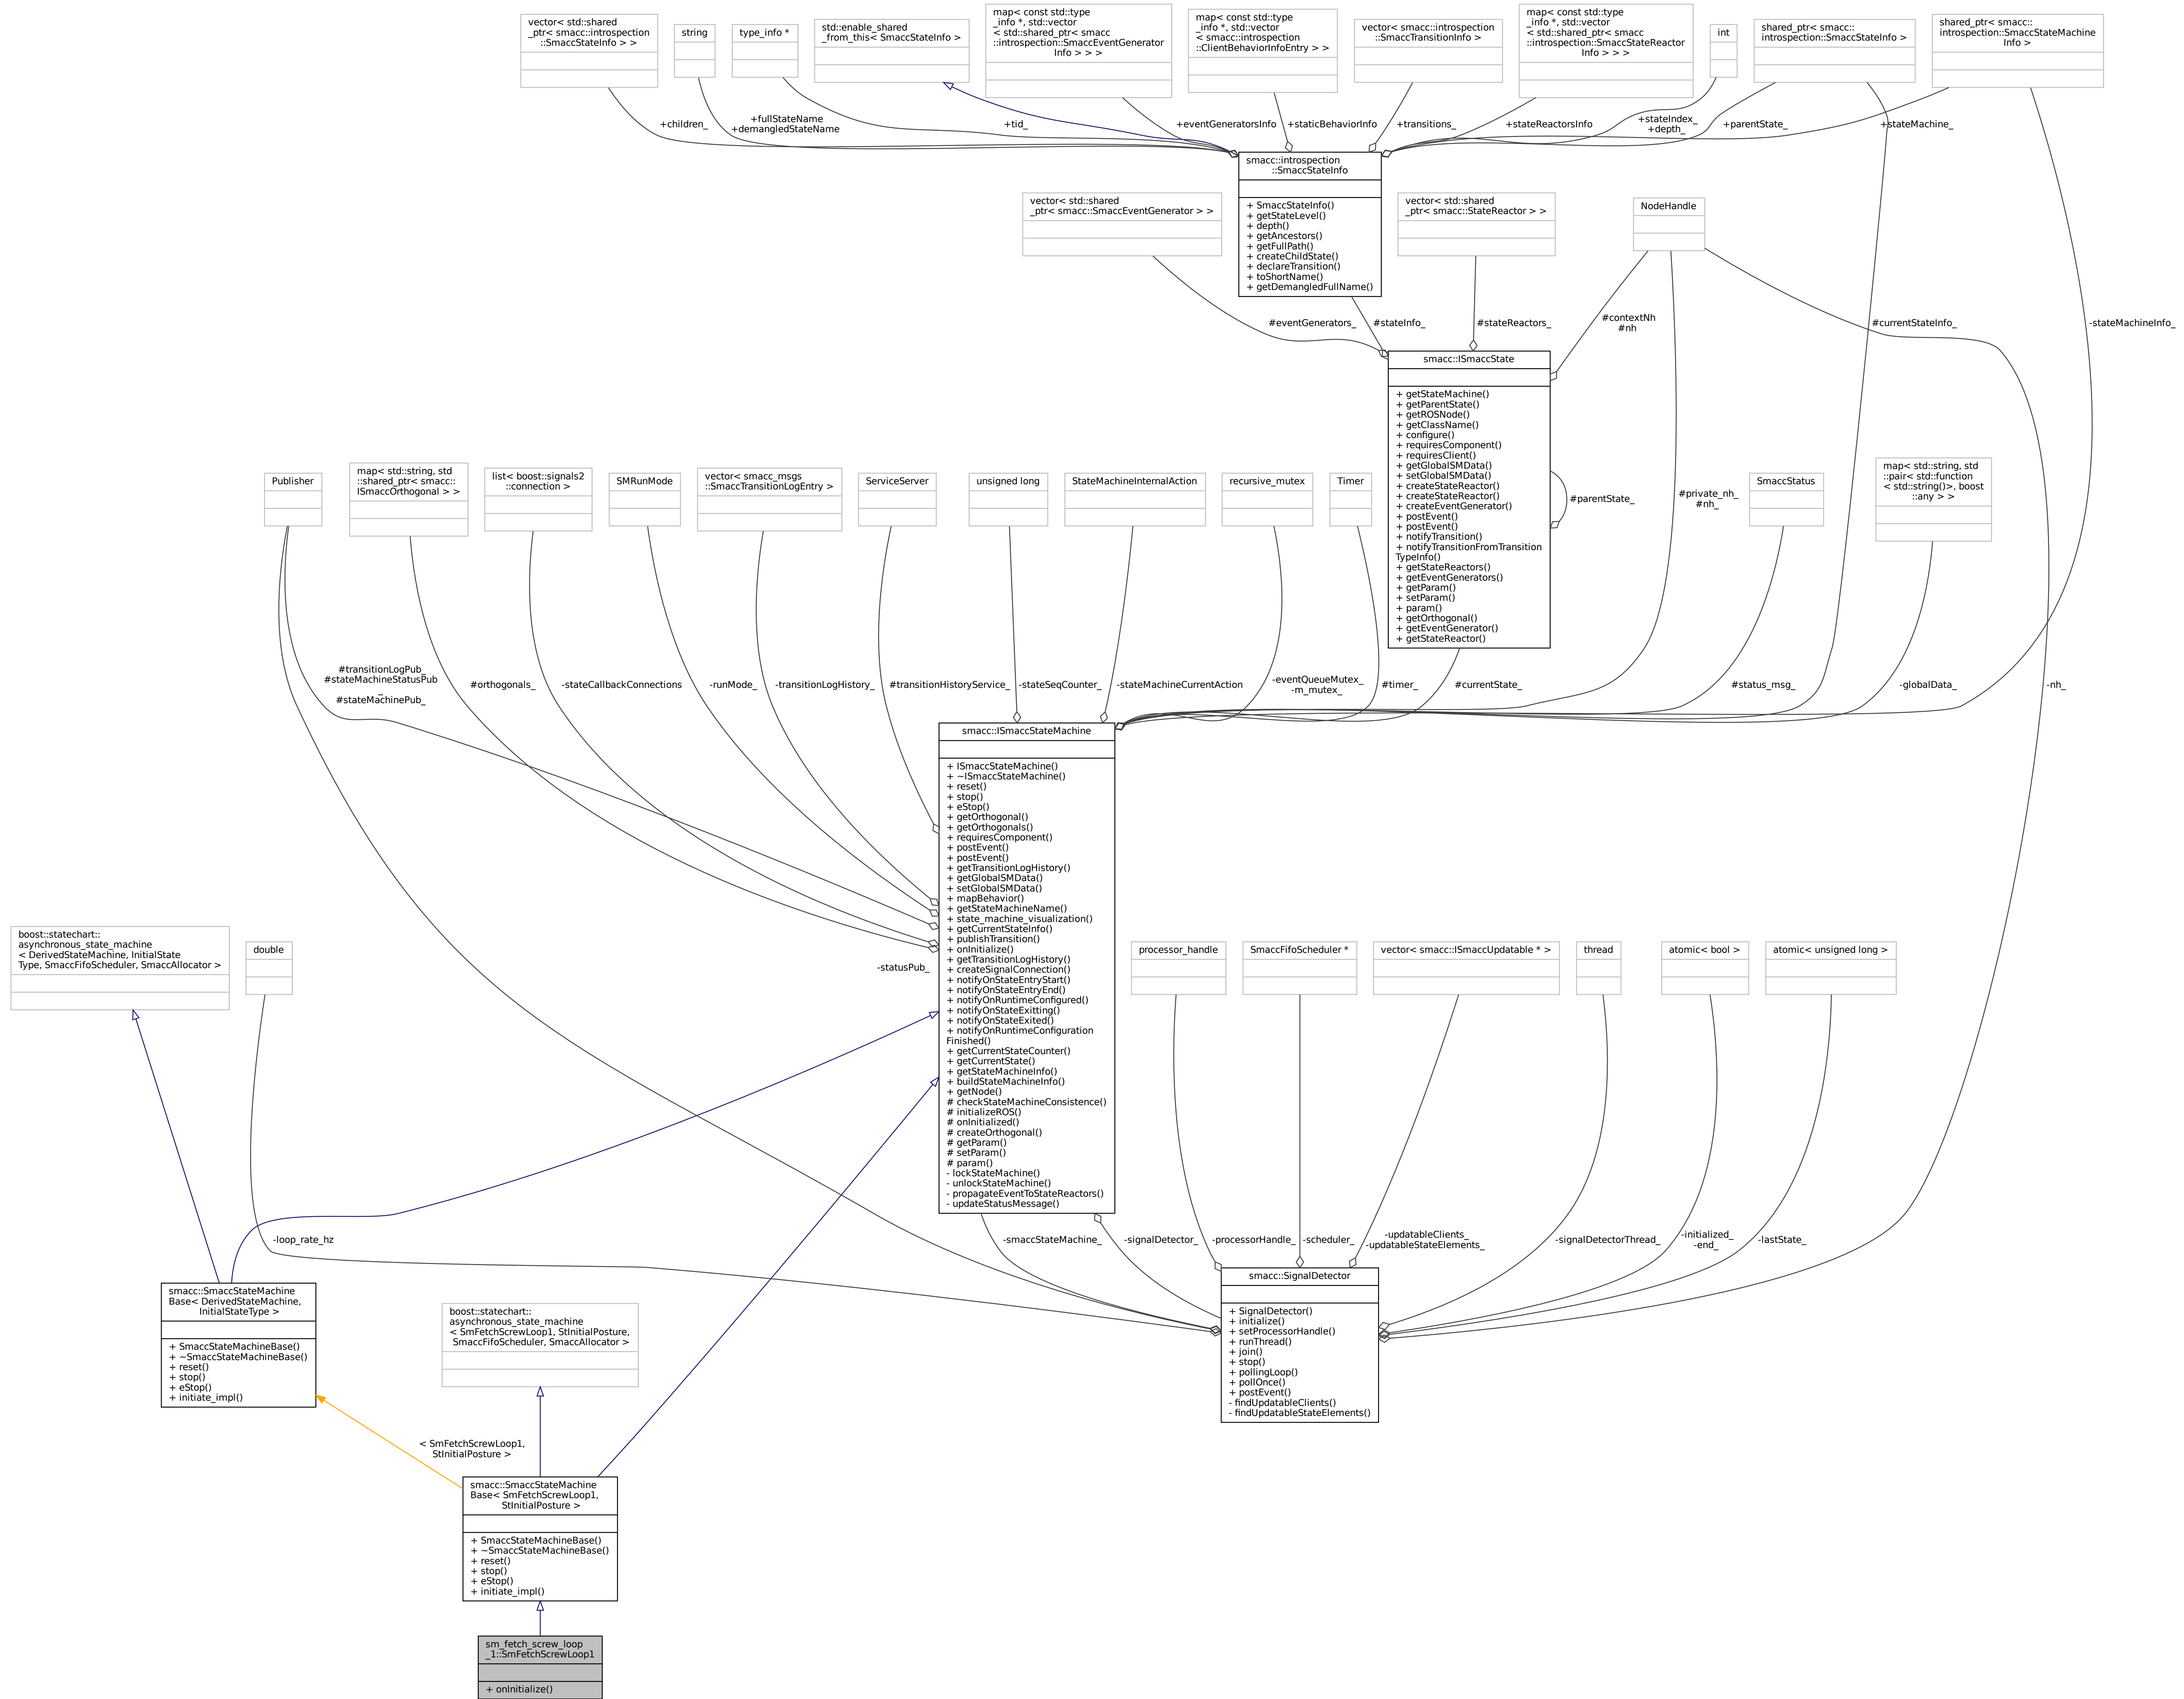 vector< std::shared
_ptr< smacc::introspection
::SmaccStateInfo > >
string
type_info *
std::enable_shared
_from_this< SmaccStateInfo >
map< const std::type
_info *, std::vector
< std::shared_ptr< smacc
::introspection::SmaccEventGenerator
Info > > >
map< const std::type
_info *, std::vector
< smacc::introspection
::ClientBehaviorInfoEntry > >
vector< smacc::introspection
::SmaccTransitionInfo >
map< const std::type
_info *, std::vector
< std::shared_ptr< smacc
::introspection::SmaccStateReactor
Info > > >
int
shared_ptr< smacc::
introspection::SmaccStateInfo >
shared_ptr< smacc::
introspection::SmaccStateMachine
Info >
+children_
+fullStateName
+demangledStateName
+tid_
+eventGeneratorsInfo
+staticBehaviorInfo
+transitions_
+stateReactorsInfo
+stateIndex_
+depth_
+parentState_
+stateMachine_
smacc::introspection
::SmaccStateInfo
+ SmaccStateInfo()
+ getStateLevel()
+ depth()
+ getAncestors()
+ getFullPath()
+ createChildState()
+ declareTransition()
+ toShortName()
+ getDemangledFullName()
vector< std::shared
_ptr< smacc::SmaccEventGenerator > >
vector< std::shared
_ptr< smacc::StateReactor > >
NodeHandle
#eventGenerators_
#stateInfo_
#stateReactors_
#contextNh
#nh
#currentStateInfo_
-stateMachineInfo_
smacc::ISmaccState
+ getStateMachine()
+ getParentState()
+ getROSNode()
+ getClassName()
+ configure()
+ requiresComponent()
+ requiresClient()
+ getGlobalSMData()
+ setGlobalSMData()
+ createStateReactor()
+ createStateReactor()
+ createEventGenerator()
+ postEvent()
+ postEvent()
+ notifyTransition()
+ notifyTransitionFromTransition
TypeInfo()
+ getStateReactors()
+ getEventGenerators()
+ getParam()
+ setParam()
+ param()
+ getOrthogonal()
+ getEventGenerator()
+ getStateReactor()
#parentState_
#private_nh_
#nh_
Publisher
map< std::string, std
::shared_ptr< smacc::
ISmaccOrthogonal > >
list< boost::signals2
::connection >
SMRunMode
vector< smacc_msgs
::SmaccTransitionLogEntry >
ServiceServer
unsigned long
StateMachineInternalAction
recursive_mutex
Timer
SmaccStatus
map< std::string, std
::pair< std::function
< std::string()>, boost
::any > >
#transitionLogPub_
#stateMachineStatusPub
_
#stateMachinePub_
#orthogonals_
-stateCallbackConnections
-runMode_
-transitionLogHistory_
#transitionHistoryService_
-stateSeqCounter_
-stateMachineCurrentAction
-eventQueueMutex_
-m_mutex_
#timer_
#currentState_
#status_msg_
-globalData_
-nh_
smacc::ISmaccStateMachine
+ ISmaccStateMachine()
+ ~ISmaccStateMachine()
+ reset()
+ stop()
+ eStop()
+ getOrthogonal()
+ getOrthogonals()
+ requiresComponent()
+ postEvent()
+ postEvent()
+ getTransitionLogHistory()
+ getGlobalSMData()
+ setGlobalSMData()
+ mapBehavior()
+ getStateMachineName()
+ state_machine_visualization()
+ getCurrentStateInfo()
+ publishTransition()
+ onInitialize()
+ getTransitionLogHistory()
+ createSignalConnection()
+ notifyOnStateEntryStart()
+ notifyOnStateEntryEnd()
+ notifyOnRuntimeConfigured()
+ notifyOnStateExitting()
+ notifyOnStateExited()
+ notifyOnRuntimeConfiguration
Finished()
+ getCurrentStateCounter()
+ getCurrentState()
+ getStateMachineInfo()
+ buildStateMachineInfo()
+ getNode()
# checkStateMachineConsistence()
# initializeROS()
# onInitialized()
# createOrthogonal()
# getParam()
# setParam()
# param()
- lockStateMachine()
- unlockStateMachine()
- propagateEventToStateReactors()
- updateStatusMessage()
boost::statechart::
asynchronous_state_machine
< DerivedStateMachine, InitialState
Type, SmaccFifoScheduler, SmaccAllocator >
double
-statusPub_
processor_handle
SmaccFifoScheduler *
vector< smacc::ISmaccUpdatable * >
thread
atomic< bool >
atomic< unsigned long >
-loop_rate_hz
-smaccStateMachine_
-signalDetector_
-processorHandle_
-scheduler_
-updatableClients_
-updatableStateElements_
-signalDetectorThread_
-initialized_
-end_
-lastState_
smacc::SignalDetector
+ SignalDetector()
+ initialize()
+ setProcessorHandle()
+ runThread()
+ join()
+ stop()
+ pollingLoop()
+ pollOnce()
+ postEvent()
- findUpdatableClients()
- findUpdatableStateElements()
smacc::SmaccStateMachine
Base< DerivedStateMachine,
InitialStateType >
+ SmaccStateMachineBase()
+ ~SmaccStateMachineBase()
+ reset()
+ stop()
+ eStop()
+ initiate_impl()
boost::statechart::
asynchronous_state_machine
< SmFetchScrewLoop1, StInitialPosture,
SmaccFifoScheduler, SmaccAllocator >
< SmFetchScrewLoop1,
StInitialPosture >
smacc::SmaccStateMachine
Base< SmFetchScrewLoop1,
StInitialPosture >
+ SmaccStateMachineBase()
+ ~SmaccStateMachineBase()
+ reset()
+ stop()
+ eStop()
+ initiate_impl()
sm_fetch_screw_loop
_1::SmFetchScrewLoop1
+ onInitialize()